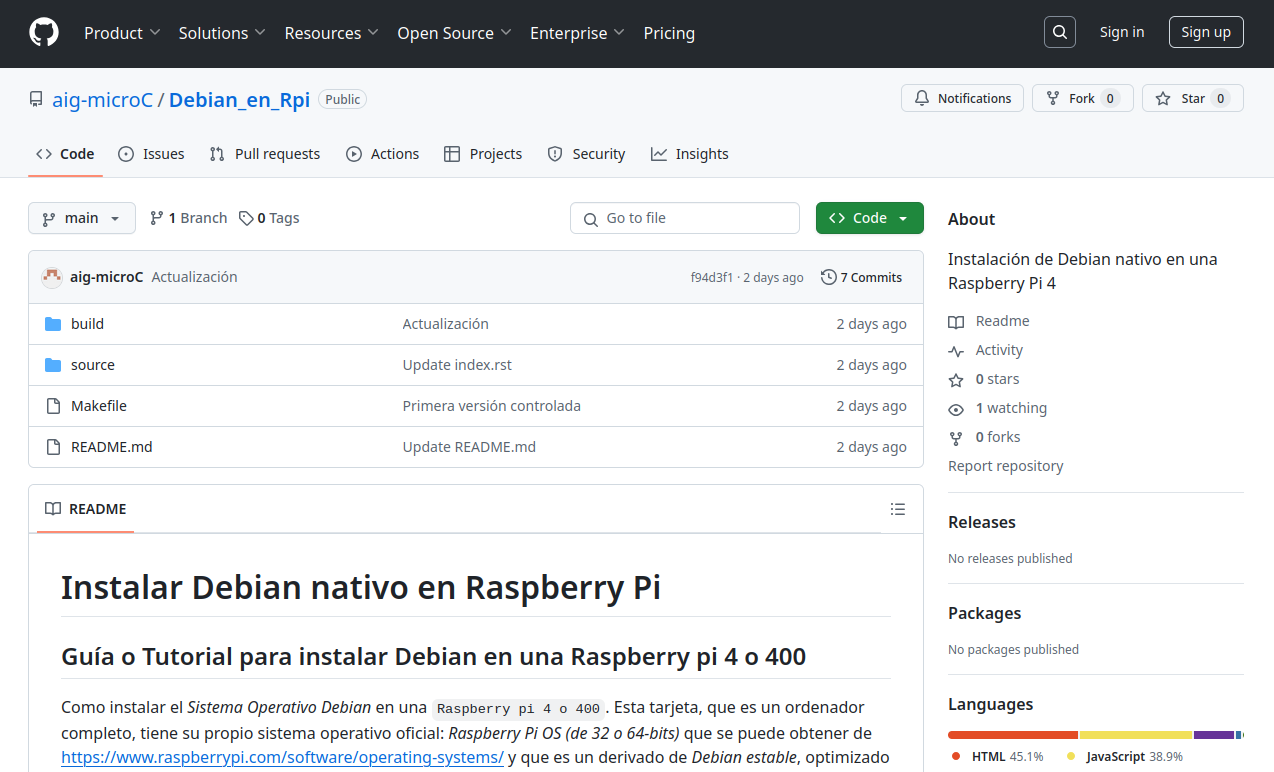 Product Solutions Resources Open Source Enterprise Pricing Sign in Sign up
aig-microC / Debian_en_Rpi Public Notifications Fork 0 Star 0
Code Issues Pull requests Actions Projects Security Insights
main 1 Branch 0 Tags Go to file Code
aig-microC Actualización f94d3f1 · 2 days ago 7 Commits
build Actualización 2 days ago
source Update index.rst 2 days ago
Makefile Primera versión controlada 2 days ago
README.md Update README.md 2 days ago
README
Instalar Debian nativo en Raspberry Pi
Guía o Tutorial para instalar Debian en una Raspberry pi 4 o 400
Como instalar el Sistema Operativo Debian en una Raspberry pi 4 o 400. Esta tarjeta, que es un ordenador
completo, tiene su propio sistema operativo oficial: Raspberry Pi OS (de 32 o 64-bits) que se puede obtener de
https://www.raspberrypi.com/software/operating-systems/ y que es un derivado de Debian estable, optimizado
About
Instalación de Debian nativo en una
Raspberry Pi 4
Readme
Activity
0 stars
1 watching
0 forks
Report repository
Releases
No releases published
Packages
No packages published
Languages
HTML 45.1% JavaScript 38.9%